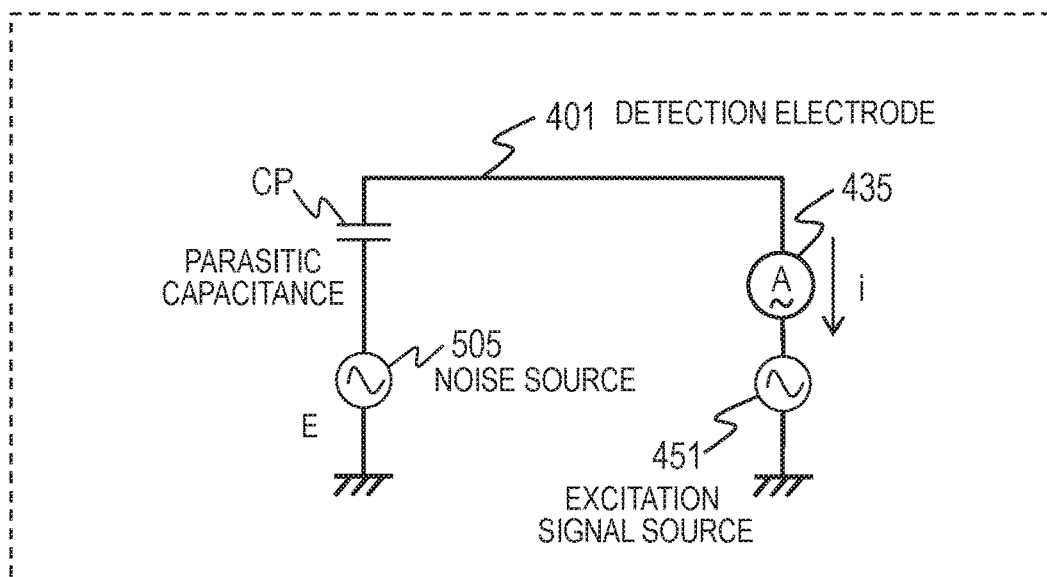 401 DETECTION ELECTRODE
CP
435
PARASITIC
CAPACITANCE
A
i
505
NOISE SOURCE
E
451
EXCITATION
SIGNAL SOURCE